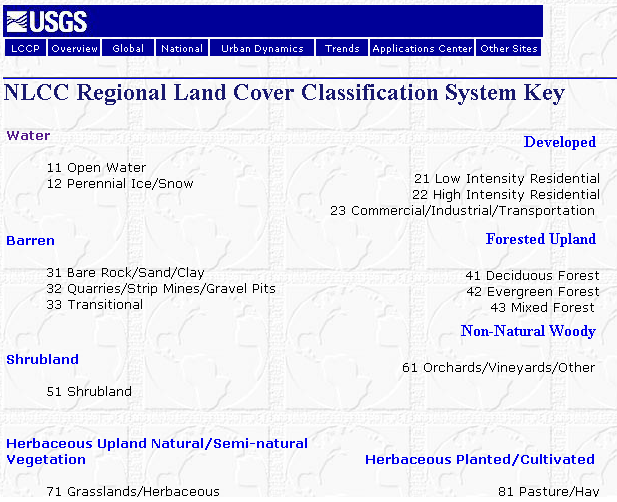 USGS
LCCP Overview Global National Urban Dynamics Trends Applications Center Other Sites
NLCC Regional Land Cover Classification System Key
Water
11 Open Water
12 Perennial Ice/Snow
Developed
21 Low Intensity Residential
22 High Intensity Residential
23 Commercial/Industrial/Transportation
Barren
31 Bare Rock/Sand/Clay
32 Quarries/Strip Mines/Gravel Pits
33 Transitional
Forested Upland
41 Deciduous Forest
42 Evergreen Forest
43 Mixed Forest
Non-Natural Woody
61 Orchards/Vineyards/Other
Shrubland
51 Shrubland
Herbaceous Upland Natural/Semi-natural
Vegetation
71 Grasslands/Herbaceous
Herbaceous Planted/Cultivated
81 Pasture/Hay